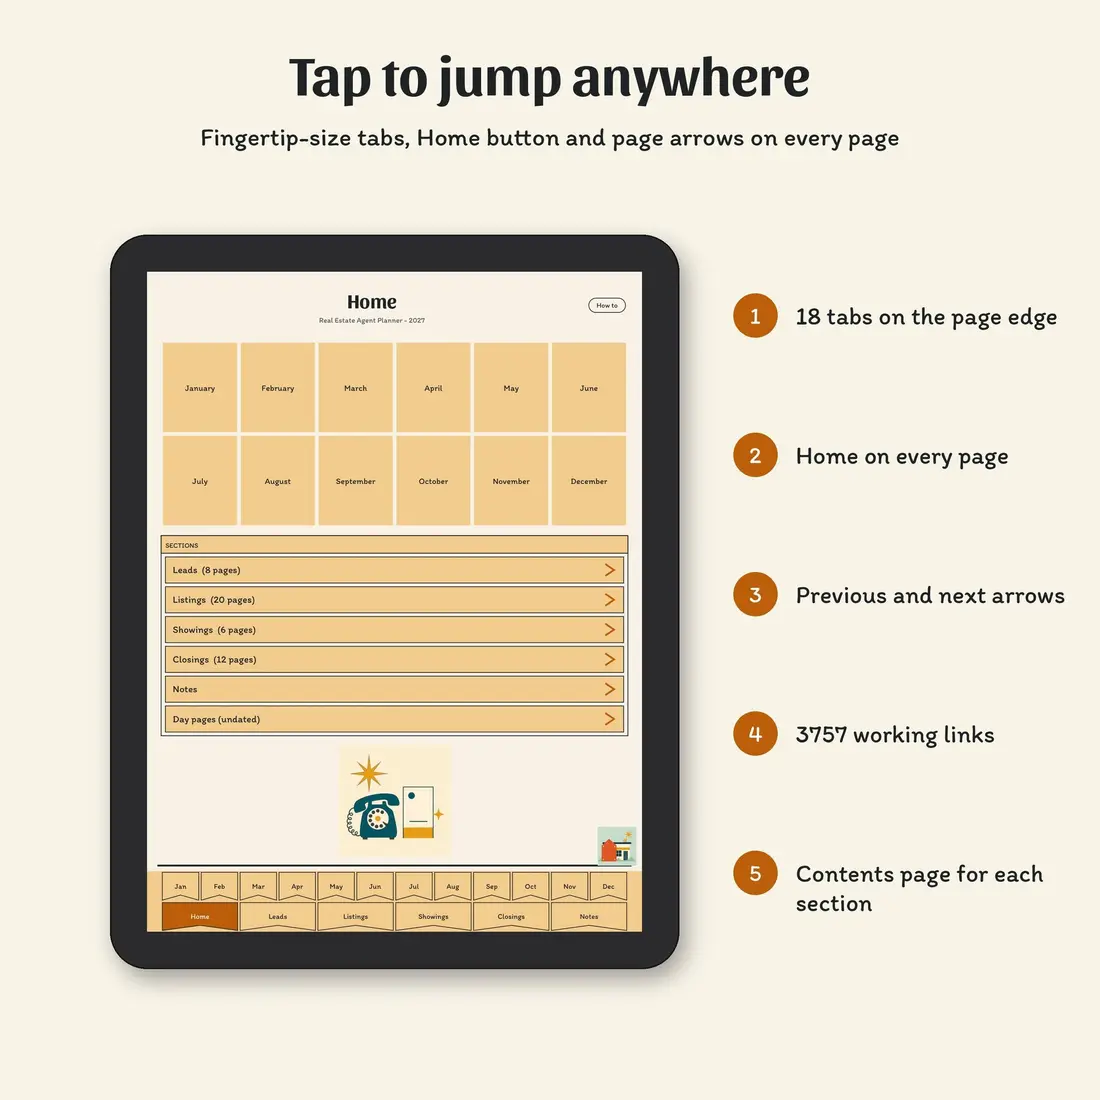 Tap to jump anywhere
Fingertip-size tabs, Home button and page arrows on every page
Home
How to
Real Estate Agent Planner - 2027
January
February
March
April
May
June
July
August
September
October
November
December
SECTIONS
Leads (8 pages)
Listings (20 pages)
Showings (6 pages)
Closings (12 pages)
Notes
Day pages (undated)
Jan
Feb
Mar
Apr
May
Jun
Jul
Aug
Sep
Oct
Nov
Dec
Home
Leads
Listings
Showings
Closings
Notes
1
18 tabs on the page edge
2
Home on every page
3
Previous and next arrows
4
3757 working links
5
Contents page for each
section